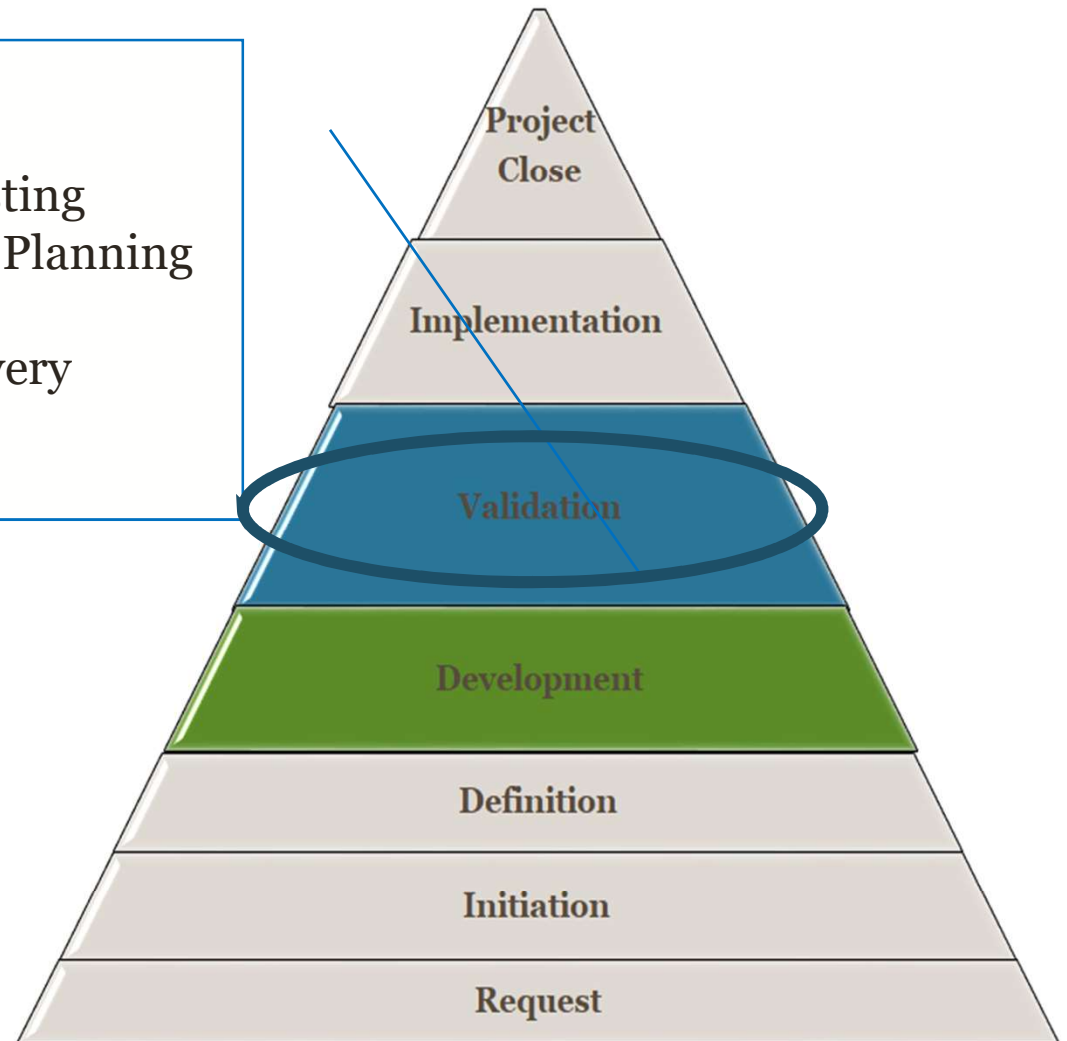 ting
Planning
very
Project
Close
Implementation
Validation
Development
Definition
Initiation
Request